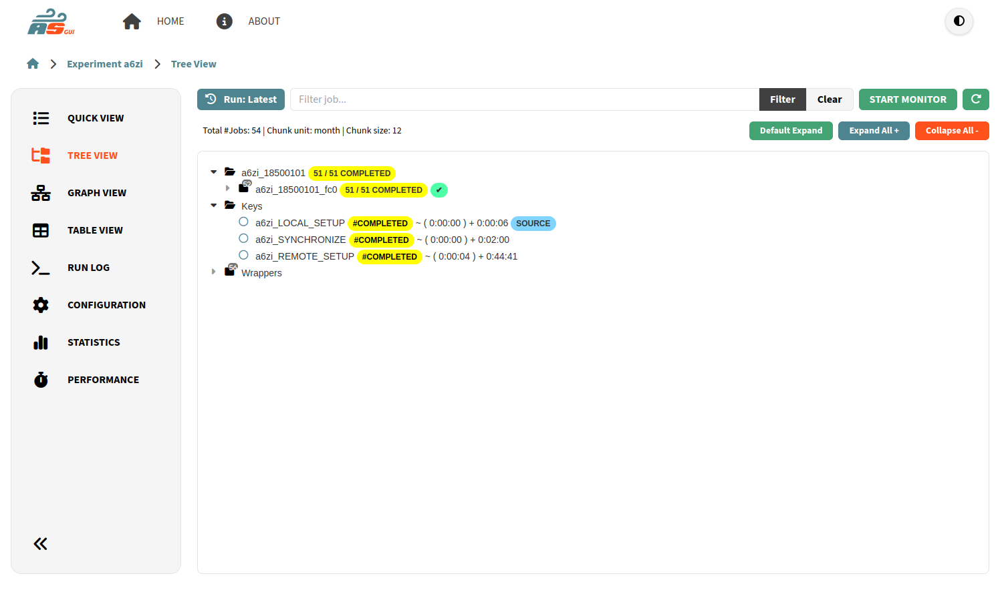 AS GUI
HOME
ABOUT
Experiment a6zi
Tree View
QUICK VIEW
TREE VIEW
GRAPH VIEW
TABLE VIEW
RUN LOG
CONFIGURATION
STATISTICS
PERFORMANCE
Run: Latest
Filter job...
Filter
Clear
START MONITOR
Total #Jobs: 54 | Chunk unit: month | Chunk size: 12
Default Expand
Expand All +
Collapse All -
a6zi_18500101 51 / 51 COMPLETED
52 a6zi_18500101_fc0 51 / 51 COMPLETED ✔
Keys
a6zi_LOCAL_SETUP #COMPLETED ~ ( 0:00:00 ) + 0:00:06 SOURCE
a6zi_SYNCHRONIZE #COMPLETED ~ ( 0:00:00 ) + 0:02:00
a6zi_REMOTE_SETUP #COMPLETED ~ ( 0:00:04 ) + 0:44:41
Wrappers